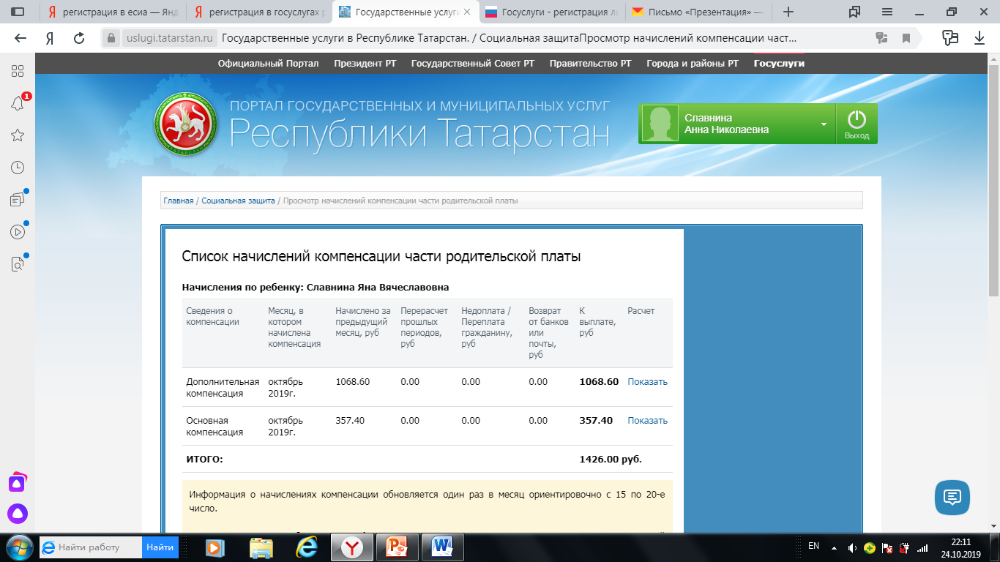 регистрация в есиа — Янд
регистрация в госуслугах р
Государственные услуги
Госуслуги - регистрация ли
Письмо «Презентация» —
uslugi.tatarstan.ru Государственные услуги в Республике Татарстан. / Социальная защитаПросмотр начислений компенсации част...
Официальный Портал Президент РТ Государственный Совет РТ Правительство РТ Города и районы РТ Госуслуги
1
ПОРТАЛ ГОСУДАРСТВЕННЫХ И МУНИЦИПАЛЬНЫХ УСЛУГ
Республики Татарстан
ТАТАРСТАН
Славнина
Анна Николаевна
Выход
Главная / Социальная защита / Просмотр начислений компенсации части родительской платы
Список начислений компенсации части родительской платы
Начисления по ребенку: Славнина Яна Вячеславовна
Сведения о
компенсации
Месяц, в
котором
начислена
компенсация
Начислено за
предыдущий
месяц, руб
Перерасчет
прошлых
периодов,
руб
Недоплата /
Переплата
гражданину,
руб
Возврат
от банков
или
почты,
руб
К
выплате,
руб
Расчет
Дополнительная
компенсация
октябрь
2019г.
1068.60 0.00 0.00 0.00 1068.60 Показать
Основная
компенсация
октябрь
2019г.
357.40 0.00 0.00 0.00 357.40 Показать
ИТОГО: 1426.00 руб.
Информация о начислениях компенсации обновляется один раз в месяц ориентировочно с 15 по 20-е
число.
Найти работу Найти
EN
22:11
24.10.2019